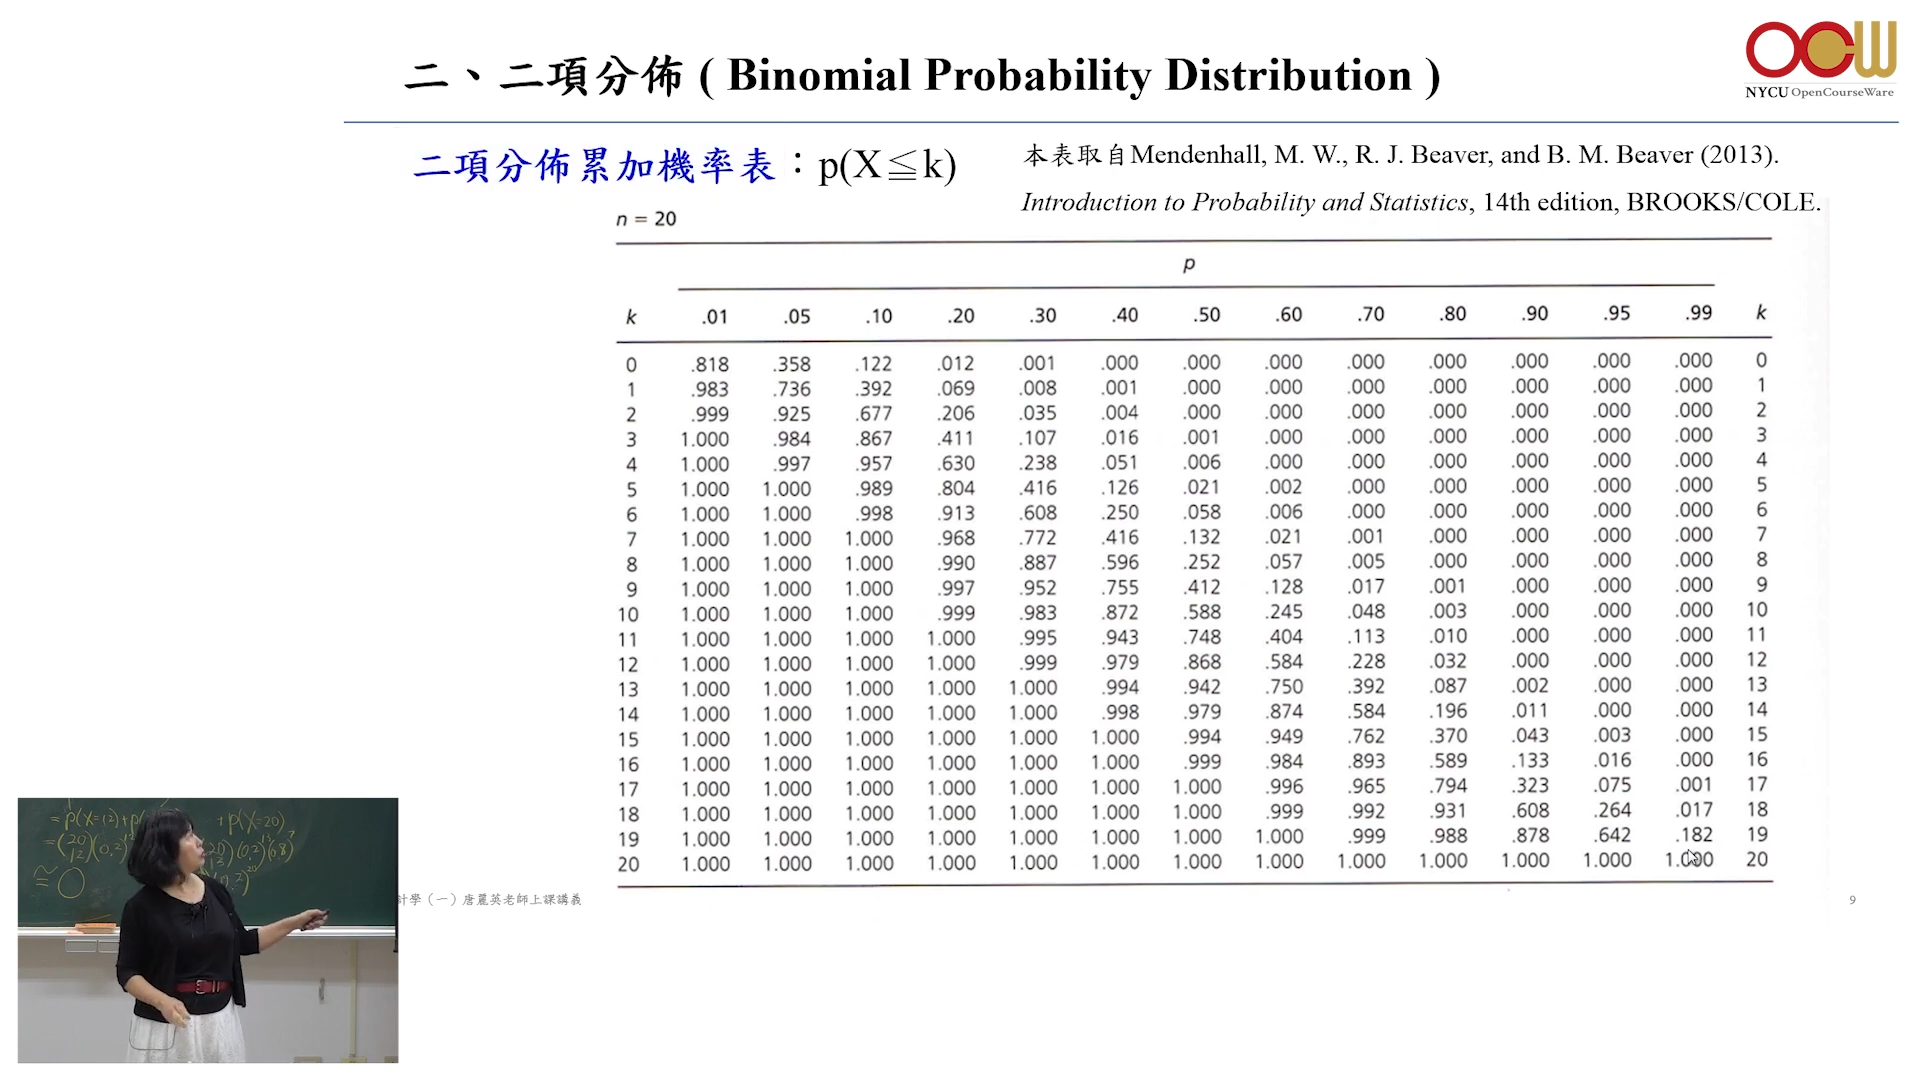 二、二項分佈 ( Binomial Probability Distribution )
OCW
NYCU OpenCourseWare
二項分佈累加機率表：p(X≦k)
本表取自Mendenhall, M. W., R. J. Beaver, and B. M. Beaver (2013).
Introduction to Probability and Statistics, 14th edition, BROOKS/COLE.
n = 20
p
k .01 .05 .10 .20 .30 .40 .50 .60 .70 .80 .90 .95 .99 k
0 .818 .358 .122 .012 .001 .000 .000 .000 .000 .000 .000 .000 .000 0
1 .983 .736 .392 .069 .008 .001 .000 .000 .000 .000 .000 .000 .000 1
2 .999 .925 .677 .206 .035 .004 .000 .000 .000 .000 .000 .000 .000 2
3 1.000 .984 .867 .411 .107 .016 .001 .000 .000 .000 .000 .000 .000 3
4 1.000 .997 .957 .630 .238 .051 .006 .000 .000 .000 .000 .000 .000 4
5 1.000 1.000 .989 .804 .416 .126 .021 .002 .000 .000 .000 .000 .000 5
6 1.000 1.000 .998 .913 .608 .250 .058 .006 .000 .000 .000 .000 .000 6
7 1.000 1.000 1.000 .968 .772 .416 .132 .021 .001 .000 .000 .000 .000 7
8 1.000 1.000 1.000 .990 .887 .596 .252 .057 .005 .000 .000 .000 .000 8
9 1.000 1.000 1.000 .997 .952 .755 .412 .128 .017 .001 .000 .000 .000 9
10 1.000 1.000 1.000 .999 .983 .872 .588 .245 .048 .003 .000 .000 .000 10
11 1.000 1.000 1.000 1.000 .995 .943 .748 .404 .113 .010 .000 .000 .000 11
12 1.000 1.000 1.000 1.000 .999 .979 .868 .584 .228 .032 .000 .000 .000 12
13 1.000 1.000 1.000 1.000 1.000 .994 .942 .750 .392 .087 .002 .000 .000 13
14 1.000 1.000 1.000 1.000 1.000 .998 .979 .874 .584 .196 .011 .000 .000 14
15 1.000 1.000 1.000 1.000 1.000 1.000 .994 .949 .762 .370 .043 .003 .000 15
16 1.000 1.000 1.000 1.000 1.000 1.000 .999 .984 .893 .589 .133 .016 .000 16
17 1.000 1.000 1.000 1.000 1.000 1.000 1.000 .996 .965 .794 .323 .075 .001 17
18 1.000 1.000 1.000 1.000 1.000 1.000 1.000 .999 .992 .931 .608 .264 .017 18
19 1.000 1.000 1.000 1.000 1.000 1.000 1.000 1.000 .999 .988 .878 .642 .182 19
20 1.000 1.000 1.000 1.000 1.000 1.000 1.000 1.000 1.000 1.000 1.000 1.000 1.000 20
計學（一）唐麗英老師上課講義
9
=p(X=12)+p( +p(X=20)